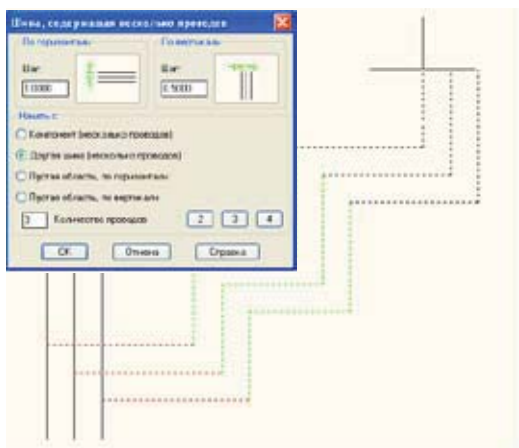 Шина, содержащая несколько проводов
По горизонтали
По вертикали
Шаг
Шаг
1.0000
0.5000
Начать с:
Компонент (несколько проводов)
Другая шина (несколько проводов)
Пустая область, по горизонтали
Пустая область, по вертикали
3 Количество проводов 2 3 4
OK Отмена Справка